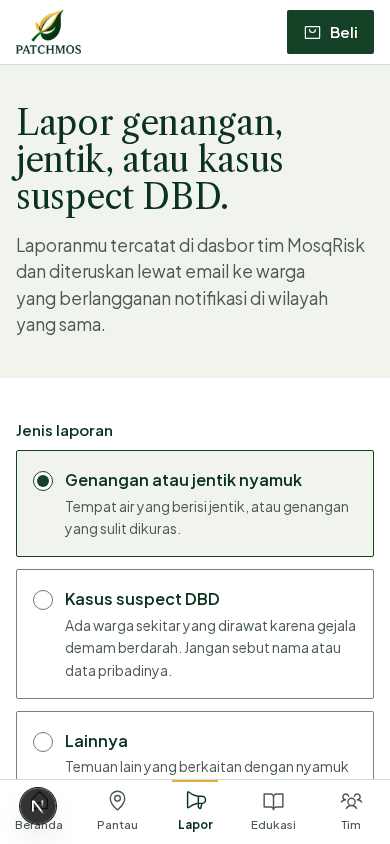 PATCHMOS
Beli
Lapor genangan,
jentik, atau kasus
suspect DBD.
Laporanmu tercatat di dasbor tim MosqRisk
dan diteruskan lewat email ke warga
yang berlangganan notifikasi di wilayah
yang sama.
Jenis laporan
Genangan atau jentik nyamuk
Tempat air yang berisi jentik, atau genangan
yang sulit dikuras.
Kasus suspect DBD
Ada warga sekitar yang dirawat karena gejala
demam berdarah. Jangan sebut nama atau
data pribadinya.
Lainnya
Temuan lain yang berkaitan dengan nyamuk
N
Beranda
Pantau
Lapor
Edukasi
Tim